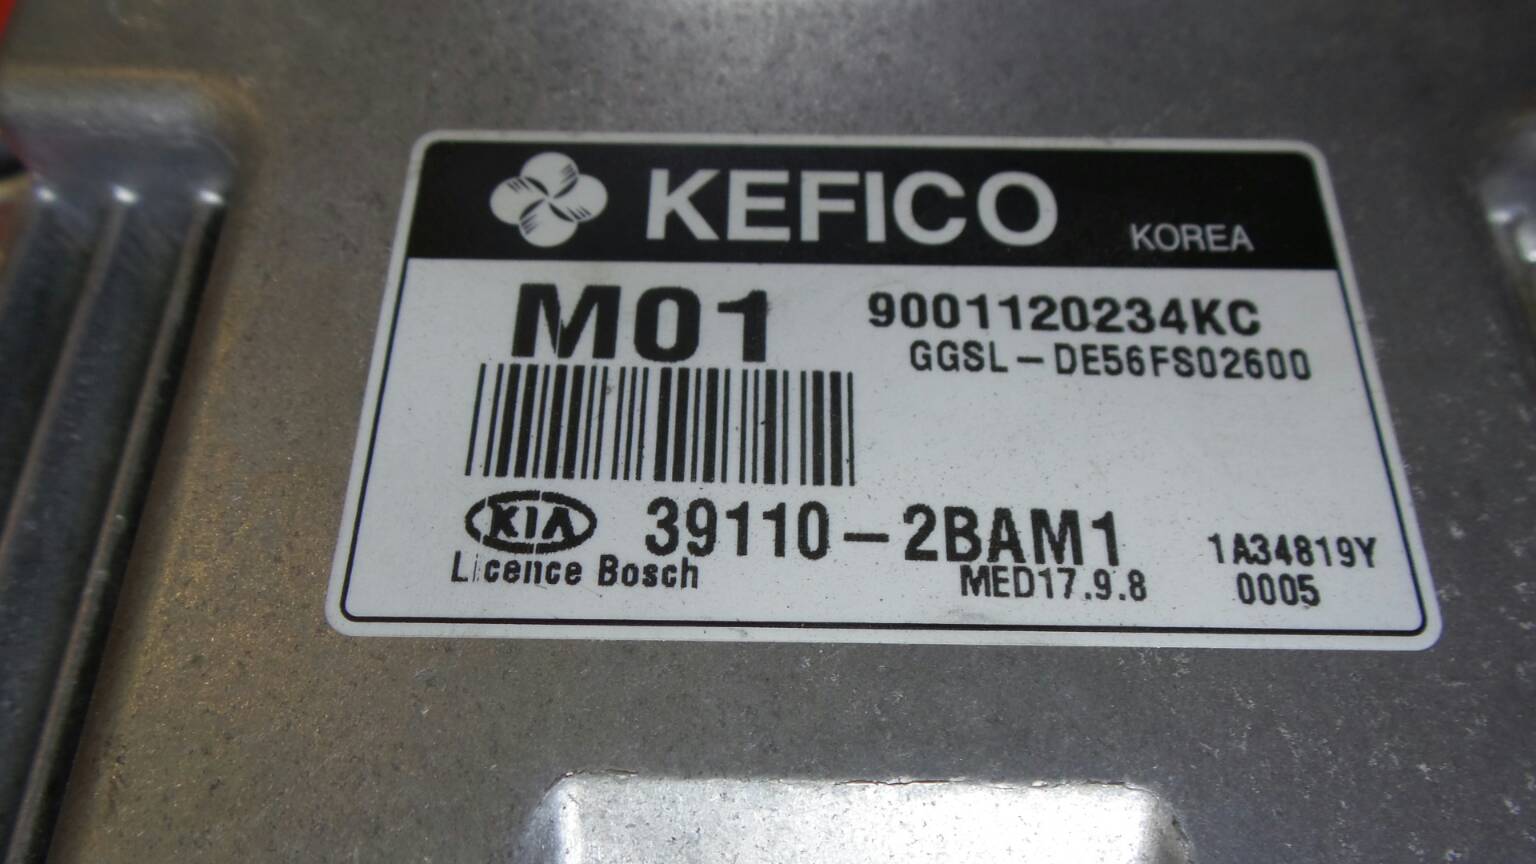 KEFICO KOREA
M01 9001120234KC
GGSL-DE56FS02600
KIA 39110-2BAM1 1A34819Y
Licence Bosch MED17.9.8 0005